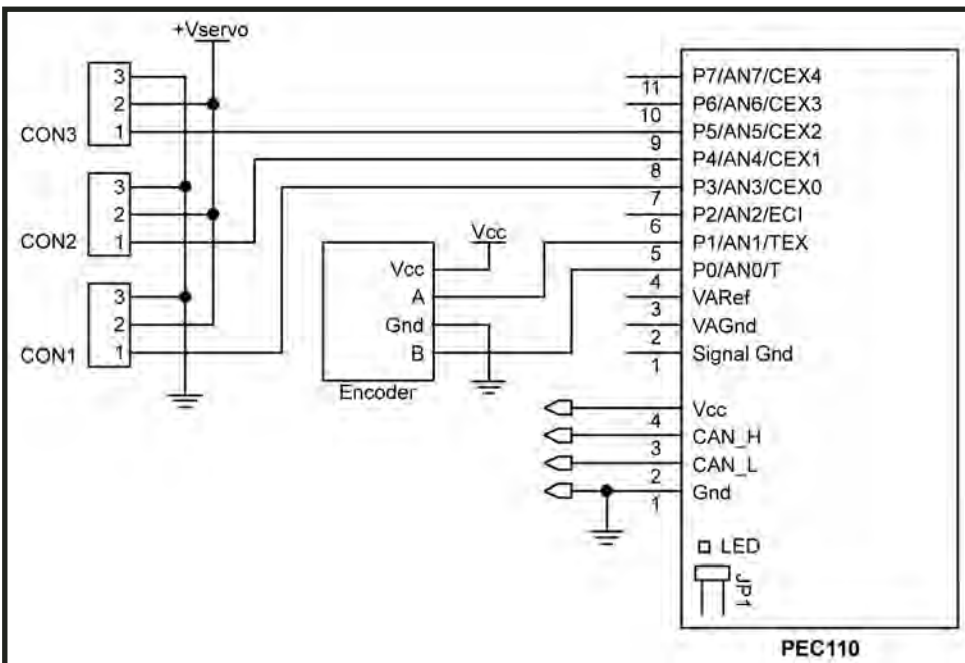 +Vservo
3
2
1
CON3
3
2
1
CON2
3
2
1
CON1
Vcc
Vcc
A
Gnd
B
Encoder
11 P7/AN7/CEX4
10 P6/AN6/CEX3
9 P5/AN5/CEX2
8 P4/AN4/CEX1
7 P3/AN3/CEX0
6 P2/AN2/ECI
5 P1/AN1/TEX
4 P0/AN0/T
3 VARef
2 VAGnd
1 Signal Gnd
4 Vcc
3 CAN_H
2 CAN_L
1 Gnd
LED
JP1
PEC110